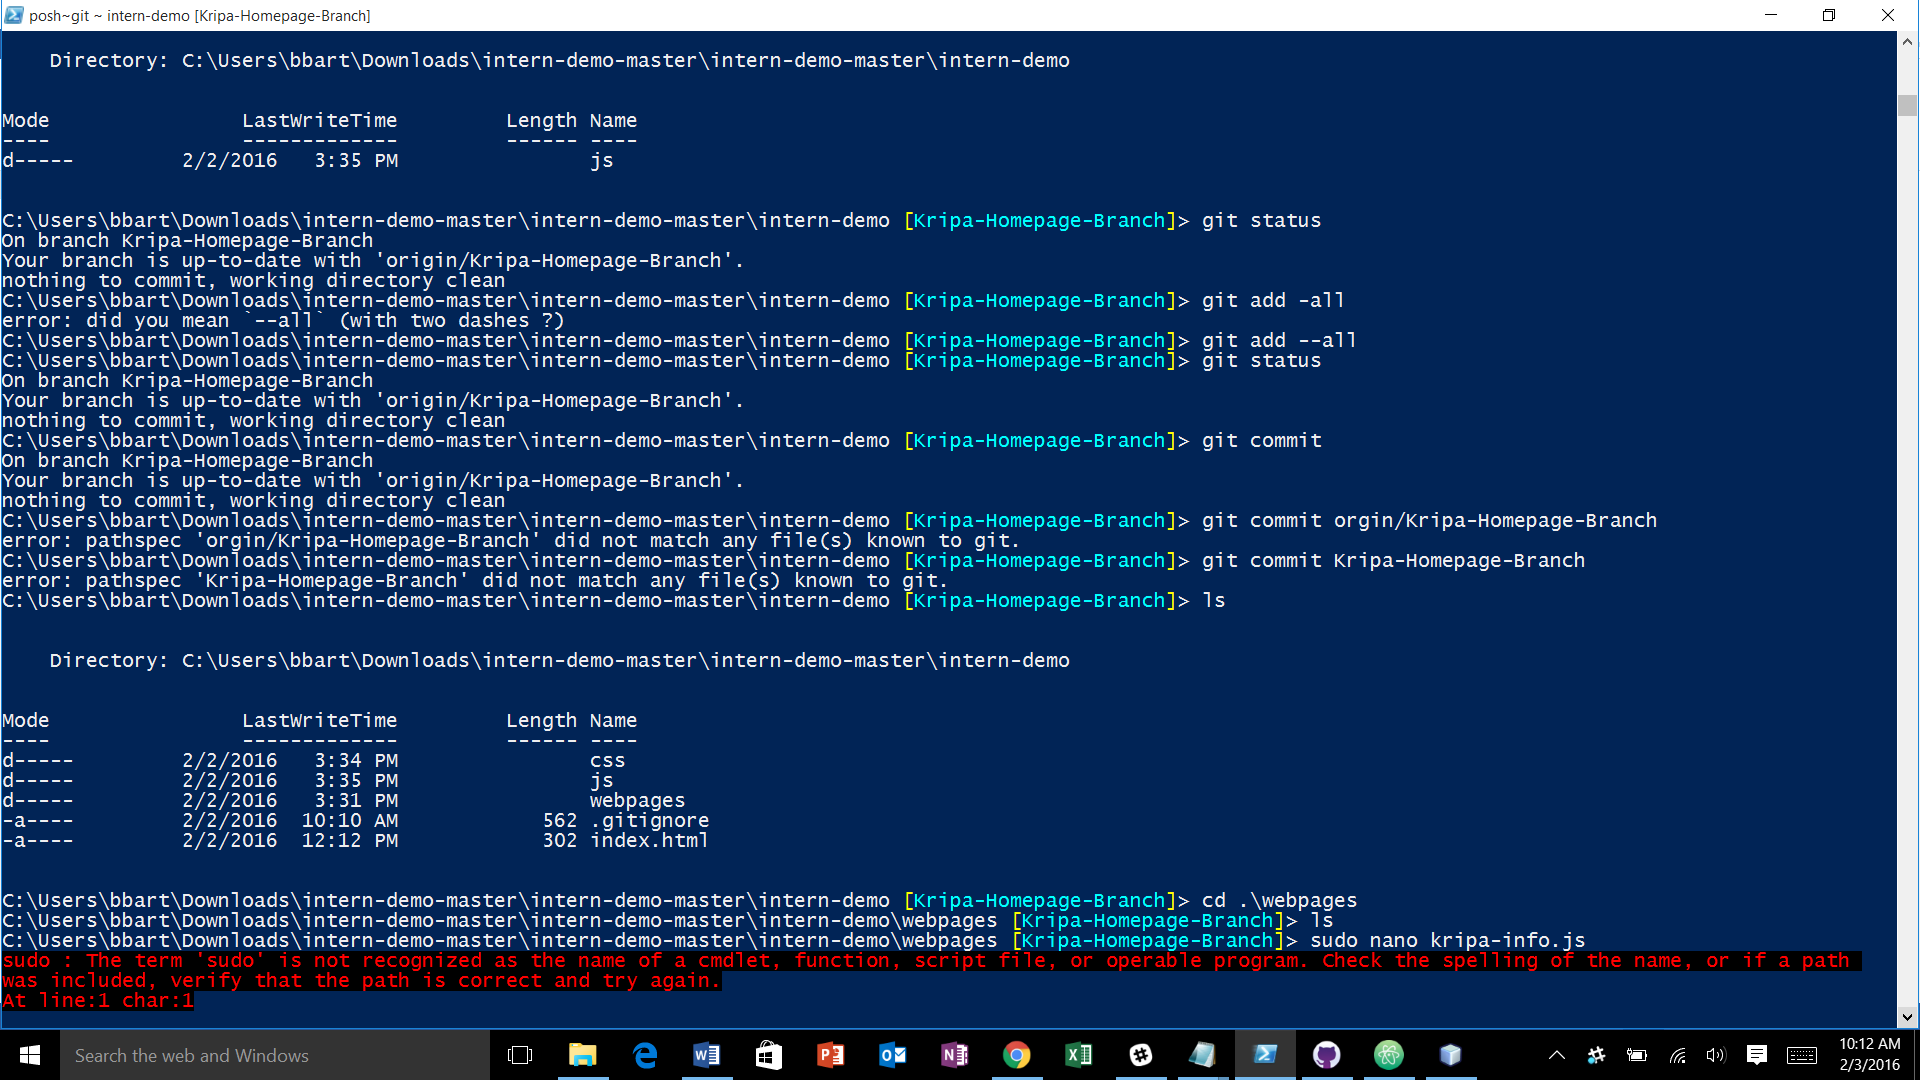 posh~git ~ intern-demo [Kripa-Homepage-Branch]
Directory: C:\Users\bbart\Downloads\intern-demo-master\intern-demo-master\intern-demo
Mode LastWriteTime Length Name
---- ------------- ------ ----
d----- 2/2/2016 3:35 PM js
C:\Users\bbart\Downloads\intern-demo-master\intern-demo-master\intern-demo [Kripa-Homepage-Branch]> git status
On branch Kripa-Homepage-Branch
Your branch is up-to-date with 'origin/Kripa-Homepage-Branch'.
nothing to commit, working directory clean
C:\Users\bbart\Downloads\intern-demo-master\intern-demo-master\intern-demo [Kripa-Homepage-Branch]> git add -all
error: did you mean `--all` (with two dashes ?)
C:\Users\bbart\Downloads\intern-demo-master\intern-demo-master\intern-demo [Kripa-Homepage-Branch]> git add --all
C:\Users\bbart\Downloads\intern-demo-master\intern-demo-master\intern-demo [Kripa-Homepage-Branch]> git status
On branch Kripa-Homepage-Branch
Your branch is up-to-date with 'origin/Kripa-Homepage-Branch'.
nothing to commit, working directory clean
C:\Users\bbart\Downloads\intern-demo-master\intern-demo-master\intern-demo [Kripa-Homepage-Branch]> git commit
On branch Kripa-Homepage-Branch
Your branch is up-to-date with 'origin/Kripa-Homepage-Branch'.
nothing to commit, working directory clean
C:\Users\bbart\Downloads\intern-demo-master\intern-demo-master\intern-demo [Kripa-Homepage-Branch]> git commit orgin/Kripa-Homepage-Branch
error: pathspec 'orgin/Kripa-Homepage-Branch' did not match any file(s) known to git.
C:\Users\bbart\Downloads\intern-demo-master\intern-demo-master\intern-demo [Kripa-Homepage-Branch]> git commit Kripa-Homepage-Branch
error: pathspec 'Kripa-Homepage-Branch' did not match any file(s) known to git.
C:\Users\bbart\Downloads\intern-demo-master\intern-demo-master\intern-demo [Kripa-Homepage-Branch]> ls
Directory: C:\Users\bbart\Downloads\intern-demo-master\intern-demo-master\intern-demo
Mode LastWriteTime Length Name
---- ------------- ------ ----
d----- 2/2/2016 3:34 PM css
d----- 2/2/2016 3:35 PM js
d----- 2/2/2016 3:31 PM webpages
-a---- 2/2/2016 10:10 AM 562 .gitignore
-a---- 2/2/2016 12:12 PM 302 index.html
C:\Users\bbart\Downloads\intern-demo-master\intern-demo-master\intern-demo [Kripa-Homepage-Branch]> cd .\webpages
C:\Users\bbart\Downloads\intern-demo-master\intern-demo-master\intern-demo\webpages [Kripa-Homepage-Branch]> ls
C:\Users\bbart\Downloads\intern-demo-master\intern-demo-master\intern-demo\webpages [Kripa-Homepage-Branch]> sudo nano kripa-info.js
sudo : The term 'sudo' is not recognized as the name of a cmdlet, function, script file, or operable program. Check the spelling of the name, or if a path
was included, verify that the path is correct and try again.
At line:1 char:1
Search the web and Windows
10:12 AM
2/3/2016